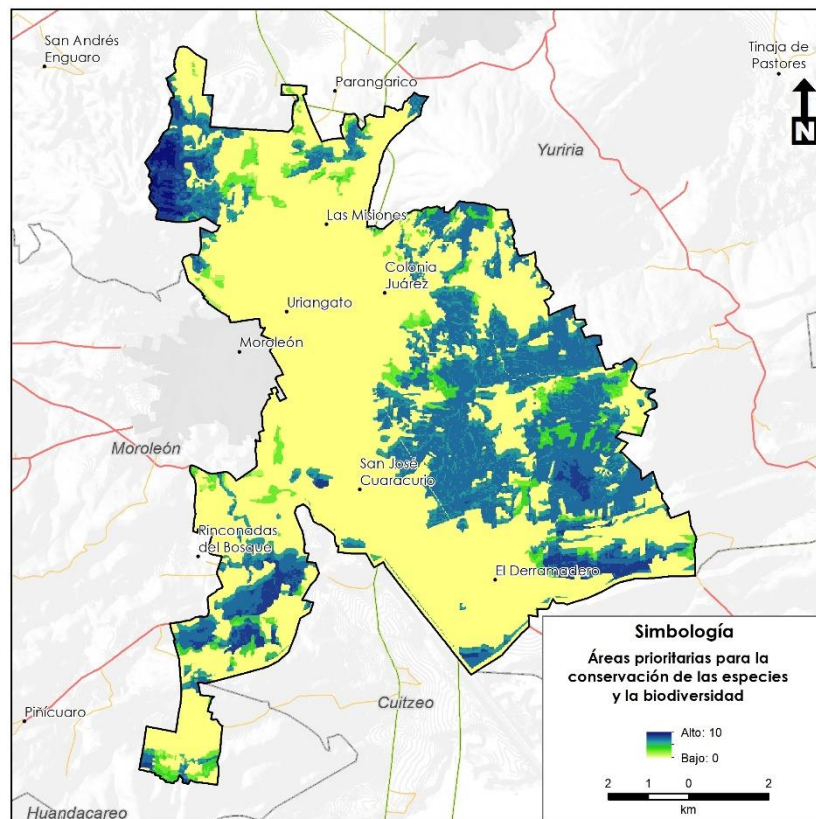 San Andrés
Enguaro
Tinaja de
Pastores
Parangarico
N
Yuriria
Las Misiones
Colonia
Juárez
Uriangato
Moroleón
Moroleón
San José
Cuaracurio
Rinconadas
del Bosque
El Derramadero
Simbología
Áreas prioritarias para la
conservación de las especies
y la biodiversidad
Alto: 10
Bajo: 0
2 1 0 2
km
Piñícuaro
Cuitzeo
Huandacareo